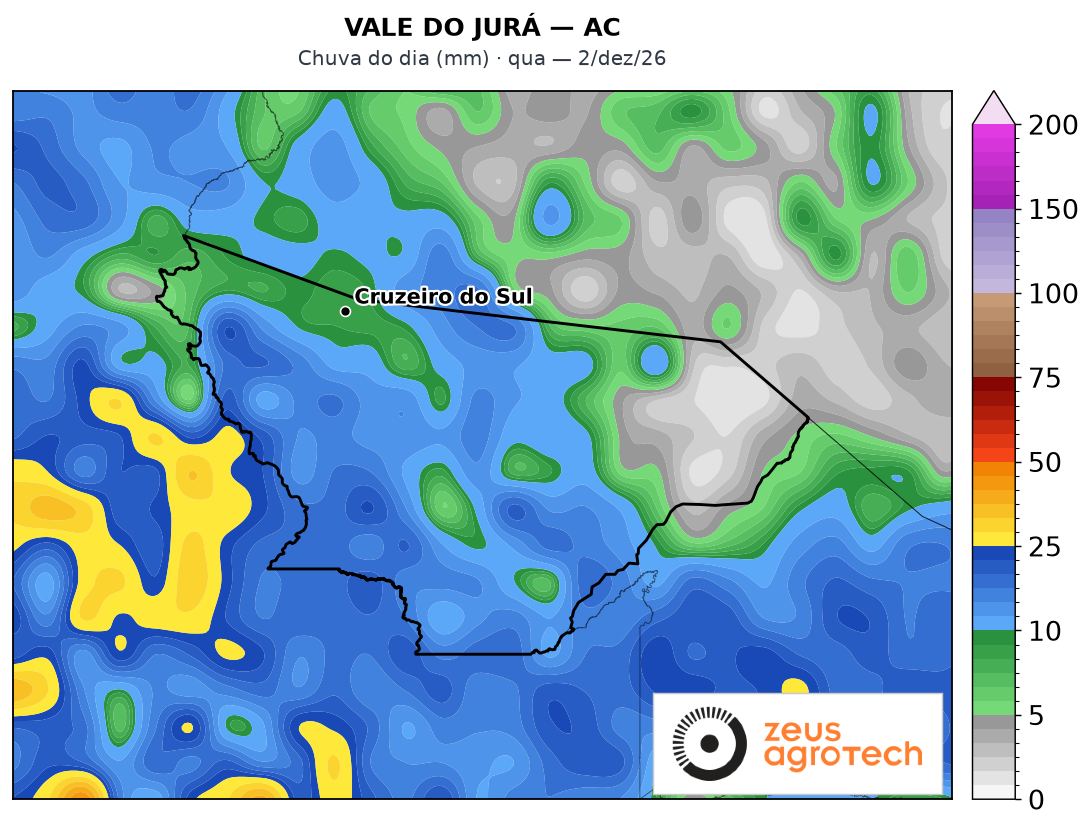 VALE DO JURÁ — AC
Chuva do dia (mm) · qua — 2/dez/26
Cruzeiro do Sul
200
150
100
75
50
25
10
5
0
zeus
agrotech